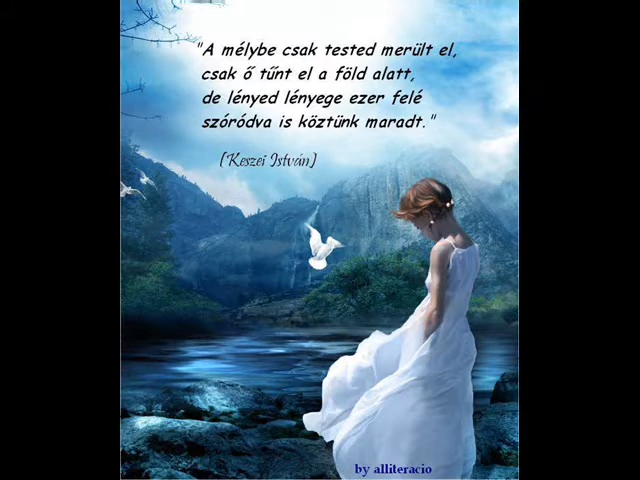 "A mélybe csak tested merült el,
csak ő tűnt el a föld alatt,
de lényed lényege ezer felé
szóródva is köztünk maradt."
(Keszei István)
by alliteracio